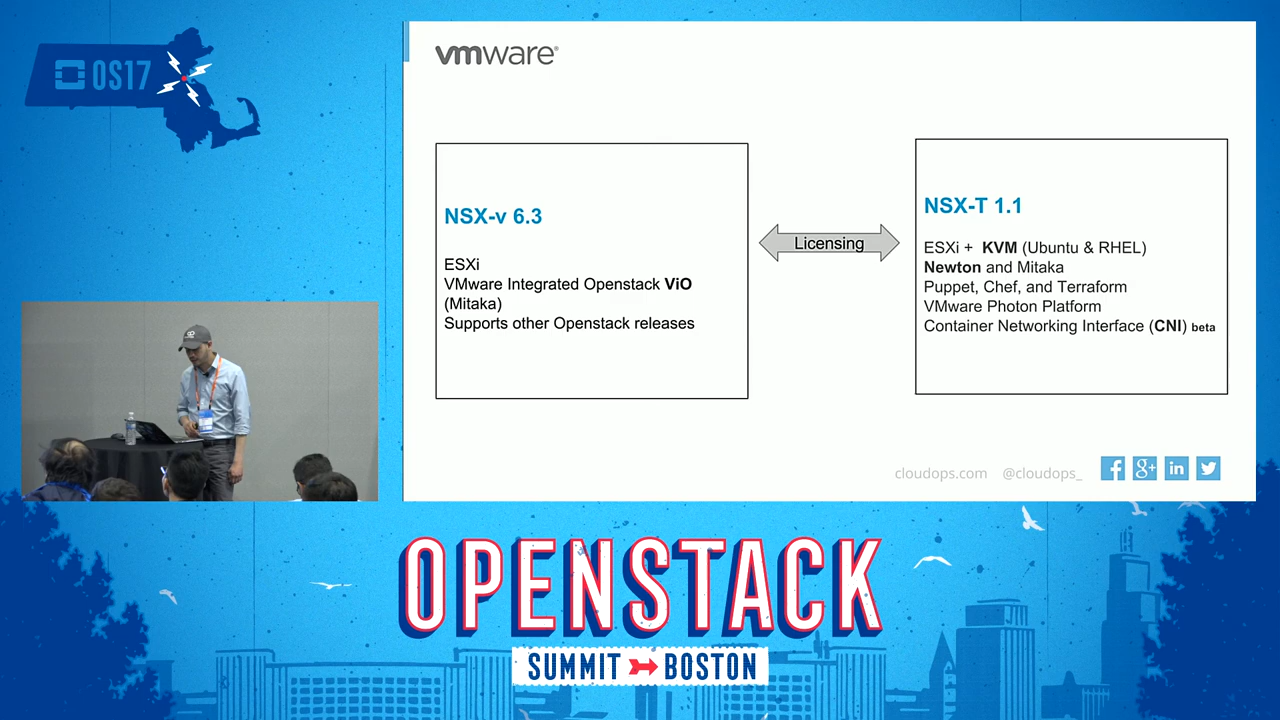 OS17
vmware
NSX-v 6.3
ESXi
VMware Integrated Openstack ViO
(Mitaka)
Supports other Openstack releases
Licensing
NSX-T 1.1
ESXi + KVM (Ubuntu & RHEL)
Newton and Mitaka
Puppet, Chef, and Terraform
VMware Photon Platform
Container Networking Interface (CNI) beta
cloudops.com @cloudops_
OPENSTACK
SUMMIT BOSTON